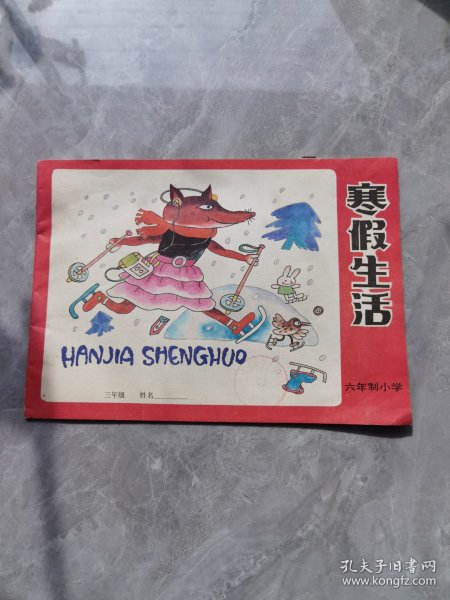 寒假生活
六年制小学
HANJIA SHENGHUO
三年级 姓名
孔夫子旧书网
www.kongfz.com